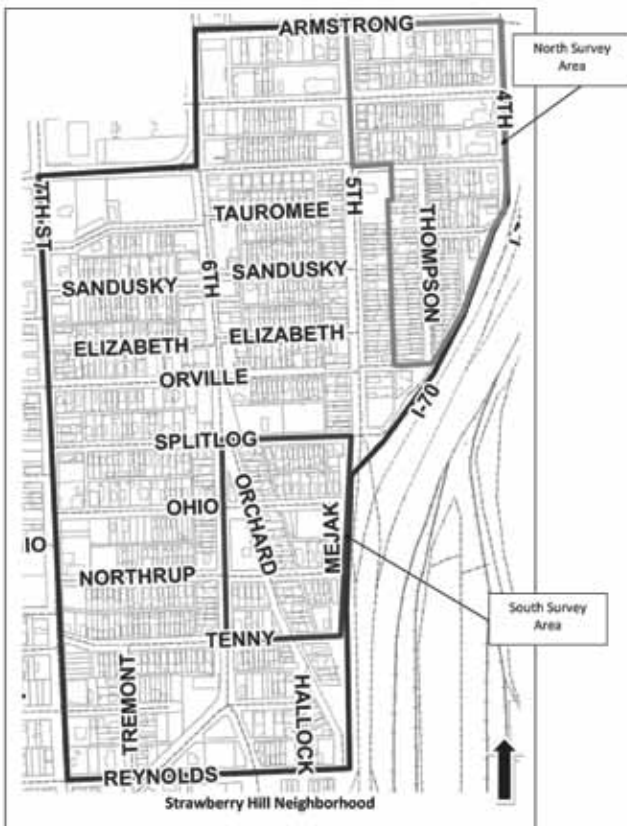 ARMSTRONG
North Survey
Area
4TH
7TH ST
5TH
TAUROMEE
THOMPSON
6TH
SANDUSKY
SANDUSKY
ELIZABETH
ELIZABETH
ORVILLE
I-70
SPLITLOG
ORCHARD
OHIO
IO
MEJAK
NORTHRUP
South Survey
Area
TENNY
TREMONT
HALLOCK
REYNOLDS
Strawberry Hill Neighborhood